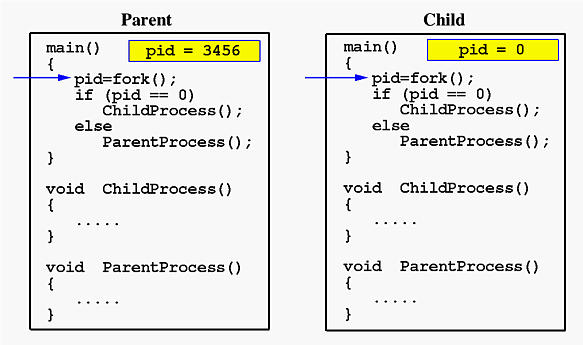 Parent
main()
pid = 3456
{
pid=fork();
if (pid == 0)
ChildProcess();
else
ParentProcess();
}
void ChildProcess()
{
.....
}
void ParentProcess()
{
.....
}
Child
main()
pid = 0
{
pid=fork();
if (pid == 0)
ChildProcess();
else
ParentProcess();
}
void ChildProcess()
{
.....
}
void ParentProcess()
{
.....
}